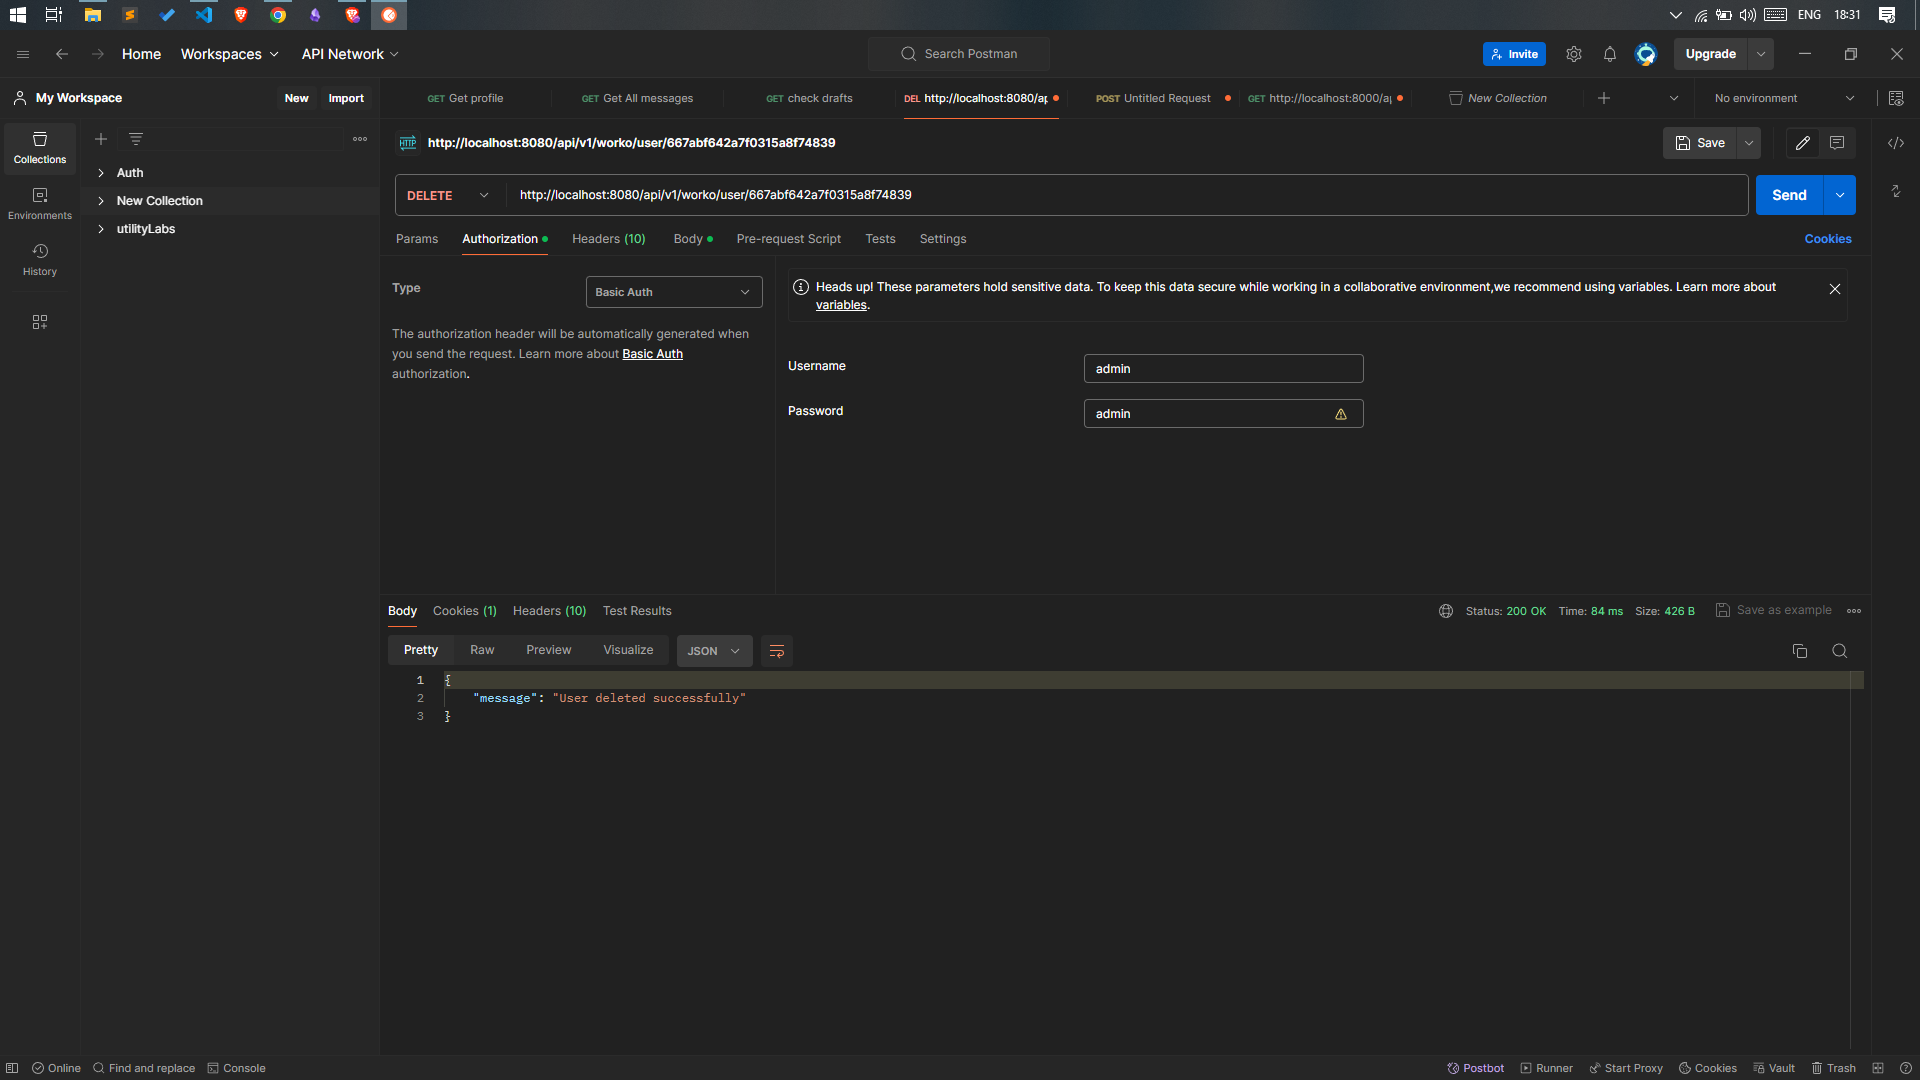 ENG 18:31
Home Workspaces API Network Search Postman Invite Upgrade
My Workspace New Import GET Get profile GET Get All messages GET check drafts DEL http://localhost:8080/ap POST Untitled Request GET http://localhost:8000/a New Collection No environment
Collections
Environments
History
Auth
New Collection
utilityLabs
HTTP http://localhost:8080/api/v1/worko/user/667abf642a7f0315a8f74839 Save
DELETE http://localhost:8080/api/v1/worko/user/667abf642a7f0315a8f74839 Send
Params Authorization Headers (10) Body Pre-request Script Tests Settings Cookies
Type Basic Auth
The authorization header will be automatically generated when
you send the request. Learn more about Basic Auth
authorization.
Heads up! These parameters hold sensitive data. To keep this data secure while working in a collaborative environment,we recommend using variables. Learn more about
variables.
Username admin
Password admin
Body Cookies (1) Headers (10) Test Results Status: 200 OK Time: 84 ms Size: 426 B Save as example
Pretty Raw Preview Visualize JSON
1 {
2 "message": "User deleted successfully"
3 }
Online Find and replace Console Postbot Runner Start Proxy Cookies Vault Trash